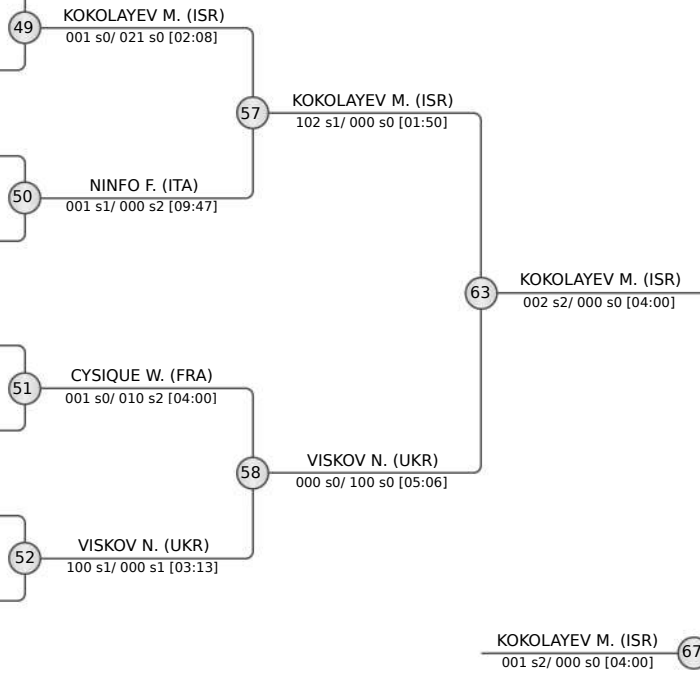 49
KOKOLAYEV M. (ISR)
001 s0/ 021 s0 [02:08]
57
KOKOLAYEV M. (ISR)
102 s1/ 000 s0 [01:50]
50
NINFO F. (ITA)
001 s1/ 000 s2 [09:47]
63
KOKOLAYEV M. (ISR)
002 s2/ 000 s0 [04:00]
51
CYSIQUE W. (FRA)
001 s0/ 010 s2 [04:00]
58
VISKOV N. (UKR)
000 s0/ 100 s0 [05:06]
52
VISKOV N. (UKR)
100 s1/ 000 s1 [03:13]
KOKOLAYEV M. (ISR)
001 s2/ 000 s0 [04:00]
67